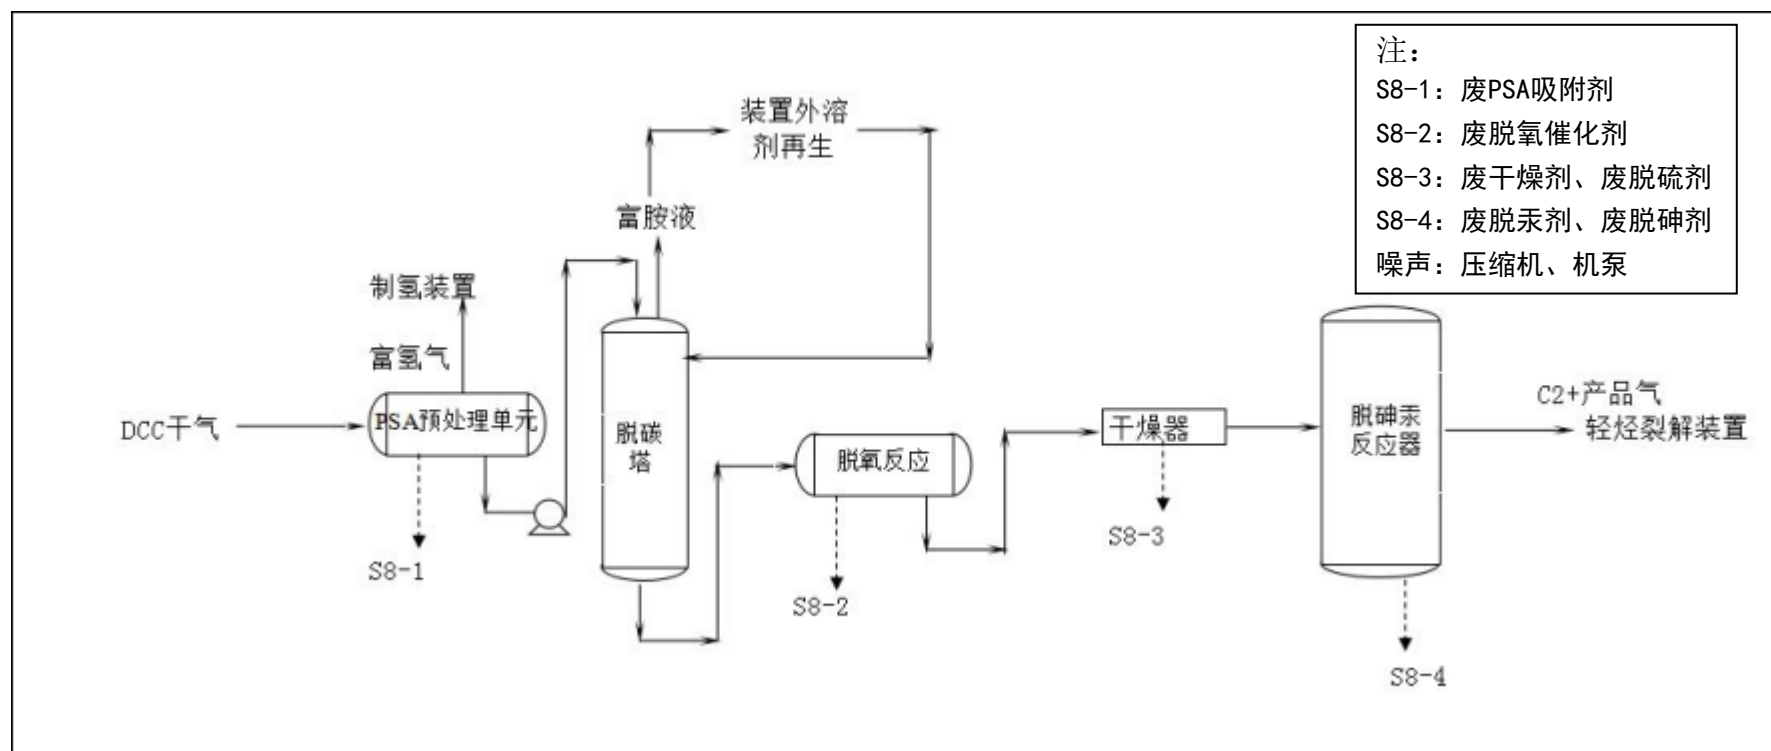 注：
S8-1：废PSA吸附剂
S8-2：废脱氧催化剂
S8-3：废干燥剂、废脱硫剂
S8-4：废脱汞剂、废脱砷剂
噪声：压缩机、机泵
装置外溶
剂再生
富胺液
制氢装置
富氢气
DCC干气
PSA预处理单元
S8-1
脱碳
塔
脱氧反应
S8-2
干燥器
S8-3
脱砷汞
反应器
S8-4
C2+产品气
轻烃裂解装置